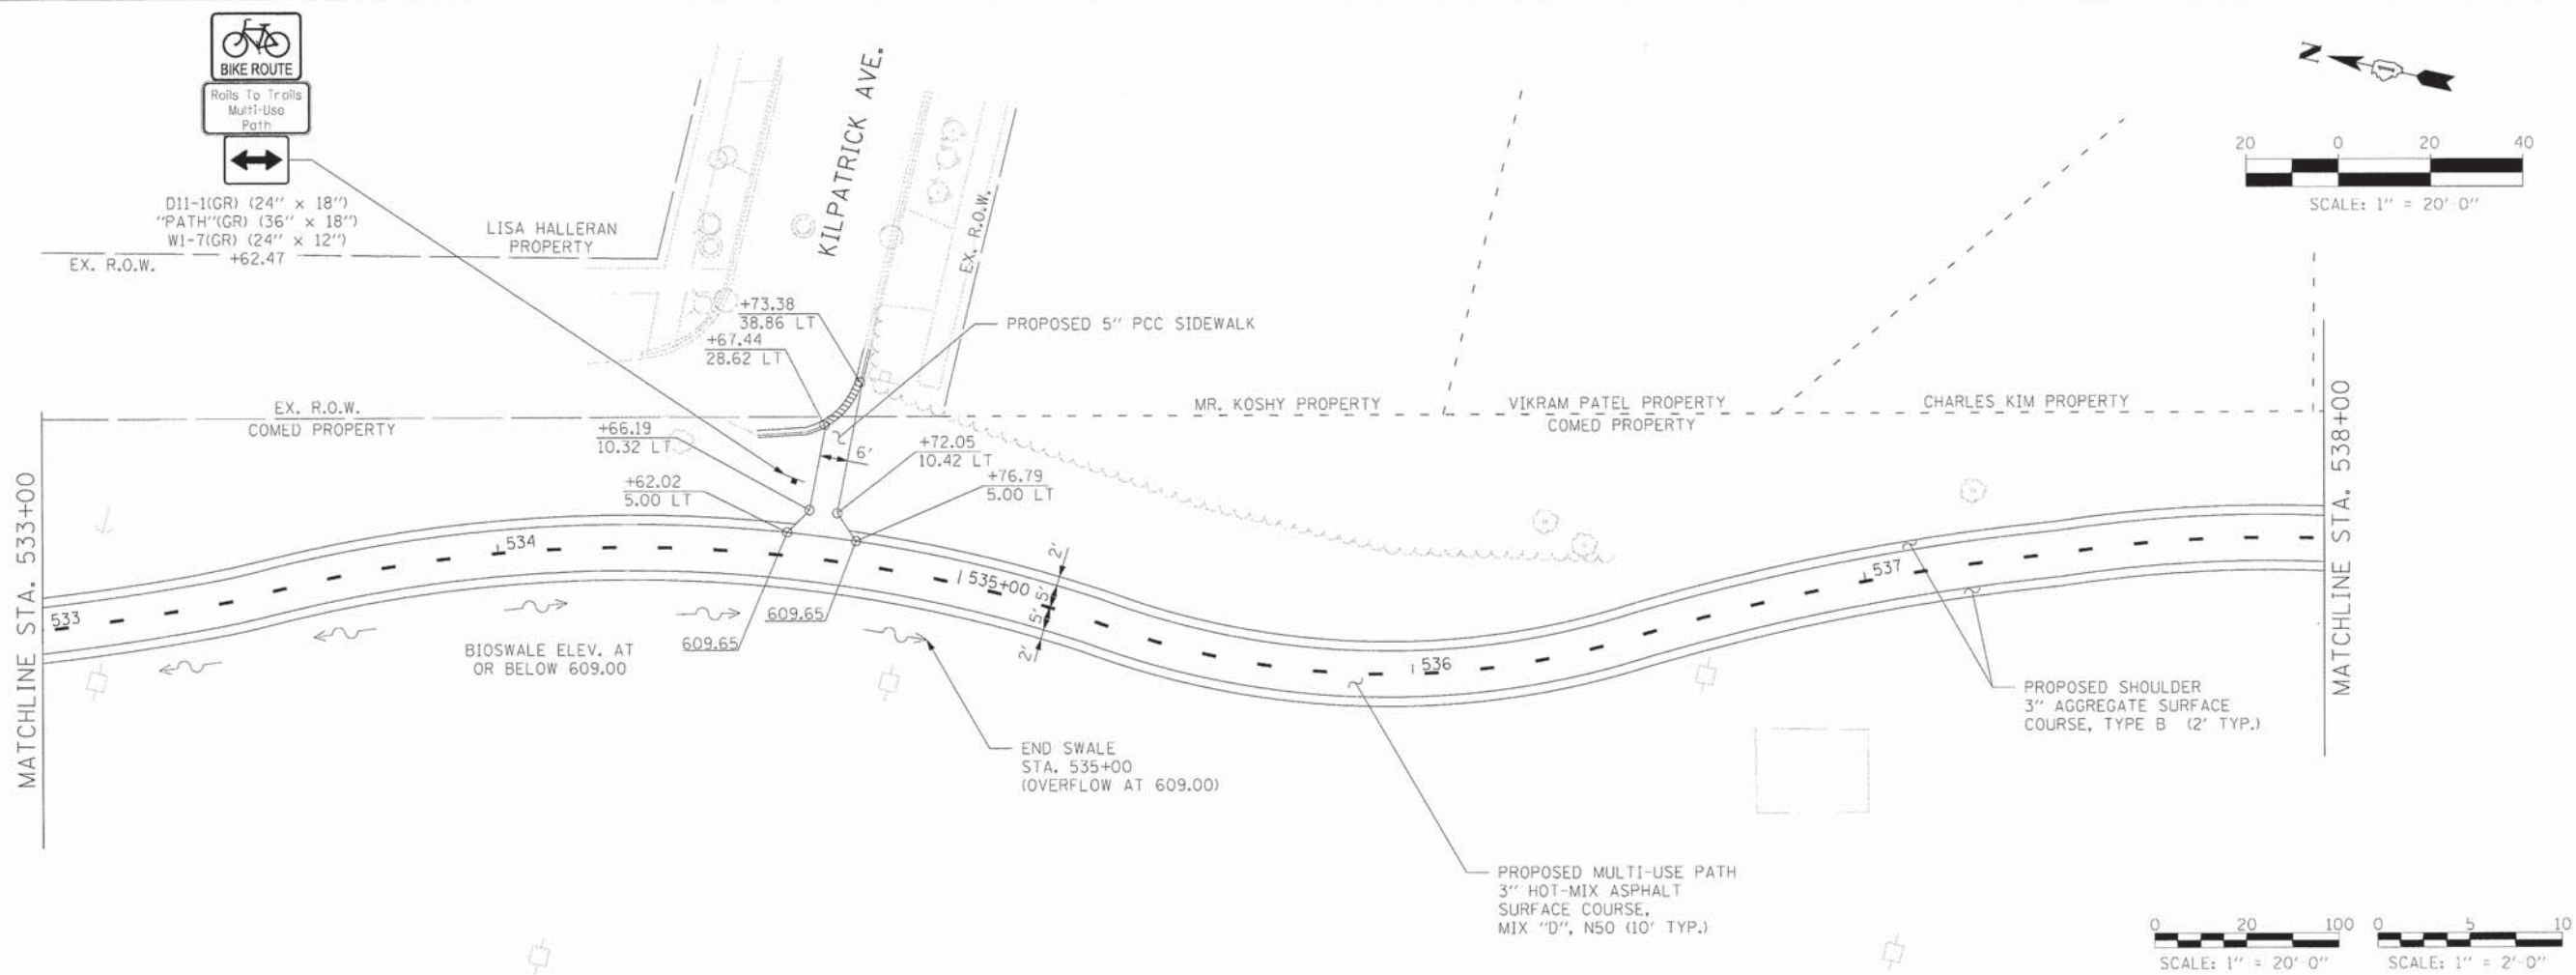 BIKE ROUTE
Rails To Trails
Multi-Use
Path
D11-1(GR) (24" x 18")
"PATH"(GR) (36" x 18")
W1-7(GR) (24" x 12")
EX. R.O.W.
+62.47
LISA HALLERAN
PROPERTY
KILPATRICK AVE.
EX. R.O.W.
N
20 0 20 40
SCALE: 1" = 20'-0"
+73.38
38.86 LT
+67.44
28.62 LT
PROPOSED 5" PCC SIDEWALK
EX. R.O.W.
COMED PROPERTY
+66.19
10.32 LT
6'
+72.05
10.42 LT
+62.02
5.00 LT
+76.79
5.00 LT
MR. KOSHY PROPERTY
VIKRAM PATEL PROPERTY
COMED PROPERTY
CHARLES KIM PROPERTY
MATCHLINE STA. 533+00
MATCHLINE STA. 538+00
533
534
535+00
536
537
2'
5'
5'
2'
609.65
609.65
BIOSWALE ELEV. AT
OR BELOW 609.00
END SWALE
STA. 535+00
(OVERFLOW AT 609.00)
PROPOSED SHOULDER
3" AGGREGATE SURFACE
COURSE, TYPE B (2' TYP.)
PROPOSED MULTI-USE PATH
3" HOT-MIX ASPHALT
SURFACE COURSE,
MIX "D", N50 (10' TYP.)
0 20 100
SCALE: 1" = 20'-0"
0 5 10
SCALE: 1" = 2'-0"